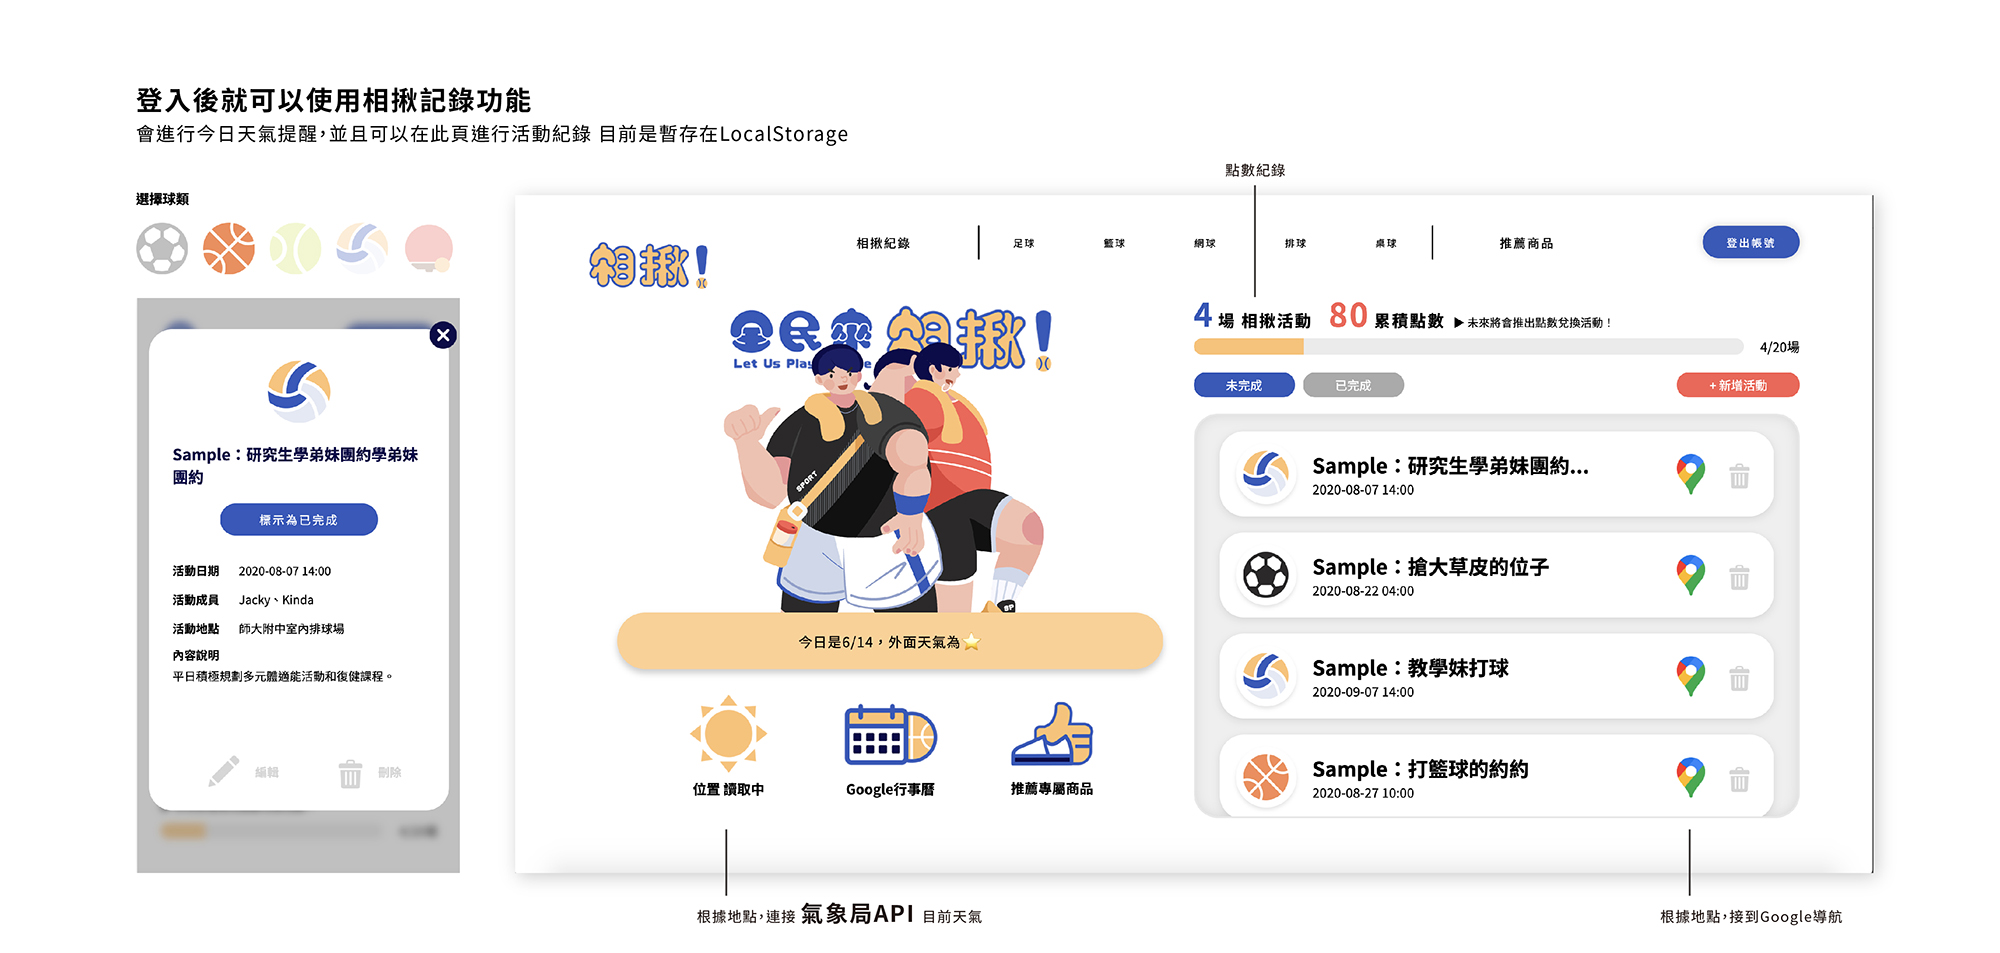 登入後就可以使用相揪記錄功能
會進行今日天氣提醒，並且可以在此頁進行活動紀錄 目前是暫存在LocalStorage
選擇球類
Sample：研究生學弟妹團約學弟妹
團約
標示為已完成
活動日期 2020-08-07 14:00
活動成員 Jacky、Kinda
活動地點 師大附中室內排球場
內容說明
平日積極規劃多元體適能活動和復健課程。
編輯 刪除
點數紀錄
相揪!
相揪紀錄 足球 籃球 網球 排球 桌球 推薦商品 登出帳號
全民來相揪!
Let Us
SPORT
SP
今日是6/14，外面天氣為
位置 讀取中
Google行事曆
推薦專屬商品
4 場 相揪活動 80 累積點數 ▶ 未來將會推出點數兌換活動！
4/20場
未完成 已完成 + 新增活動
Sample：研究生學弟妹團約...
2020-08-07 14:00
Sample：搶大草皮的位子
2020-08-22 04:00
Sample：教學妹打球
2020-09-07 14:00
Sample：打籃球的約約
2020-08-27 10:00
根據地點，連接 氣象局API 目前天氣
根據地點，接到Google導航